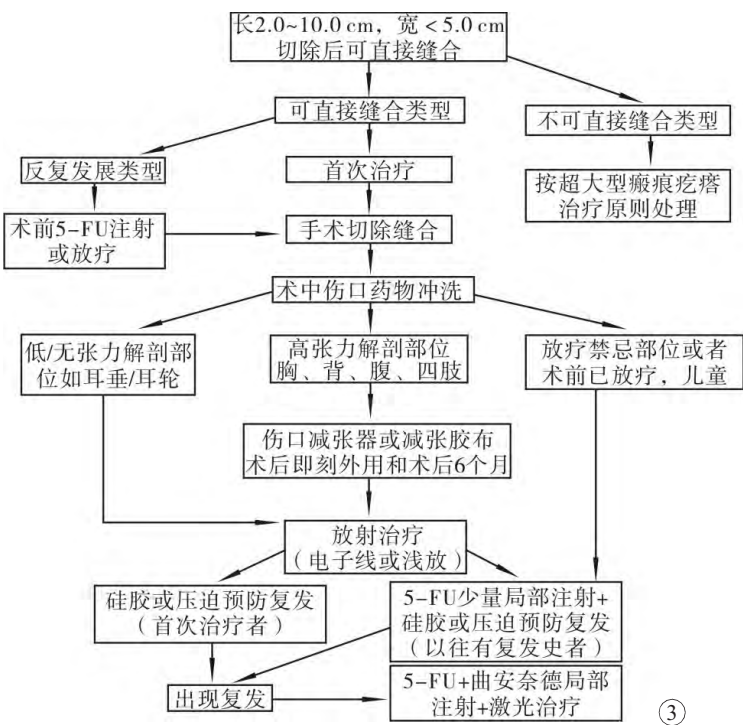 长2.0~10.0 cm，宽＜5.0 cm
切除后可直接缝合
可直接缝合类型
不可直接缝合类型
反复发展类型
首次治疗
按超大型瘢痕疙瘩
治疗原则处理
术前5-FU注射
或放疗
手术切除缝合
术中伤口药物冲洗
低/无张力解剖部
位如耳垂/耳轮
高张力解剖部位
胸、背、腹、四肢
放疗禁忌部位或者
术前已放疗，儿童
伤口减张器或减张胶布
术后即刻外用和术后6个月
放射治疗
（电子线或浅放）
硅胶或压迫预防复发
（首次治疗者）
5-FU少量局部注射+
硅胶或压迫预防复发
（以往有复发史者）
出现复发
5-FU+曲安奈德局部
注射+激光治疗
③